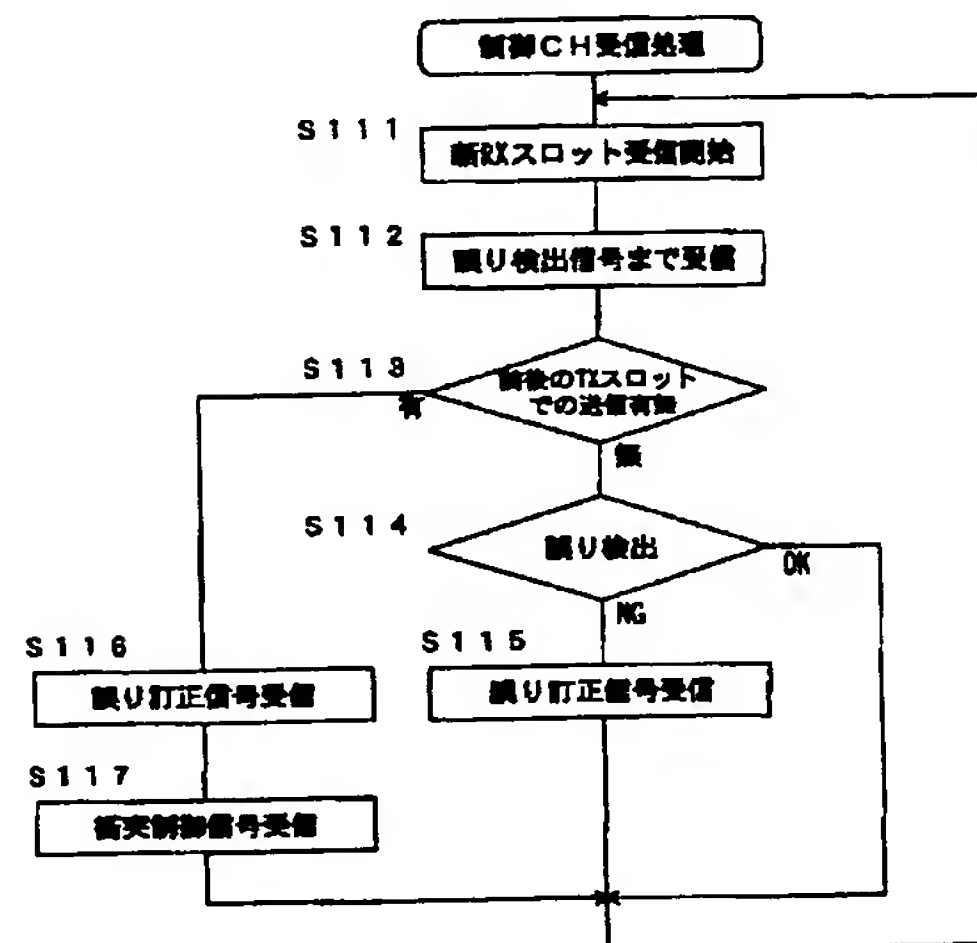 制御CH受信処理
S111
新RXスロット受信開始
S112
誤り検出信号まで受信
S113
前後のTXスロット
での送信有無
有
無
S114
誤り検出
OK
NG
S115
誤り訂正信号受信
S116
誤り訂正信号受信
S117
衝突制御信号受信